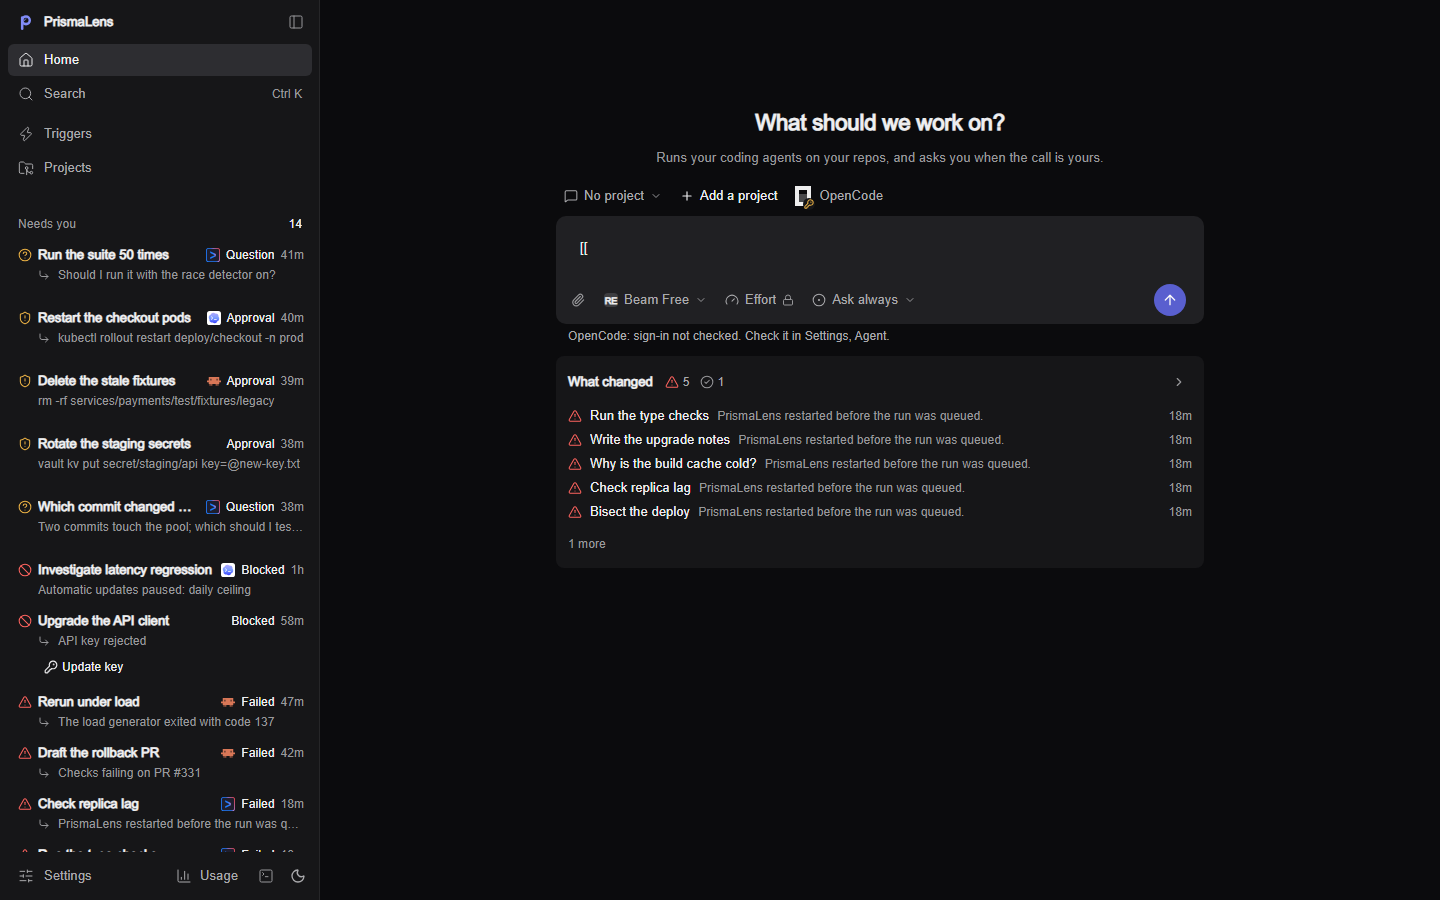 PrismaLens
Home
Search Ctrl K
Triggers
Projects
Needs you 14
Run the suite 50 times Question 41m
Should I run it with the race detector on?
Restart the checkout pods Approval 40m
kubectl rollout restart deploy/checkout -n prod
Delete the stale fixtures Approval 39m
rm -rf services/payments/test/fixtures/legacy
Rotate the staging secrets Approval 38m
vault kv put secret/staging/api key=@new-key.txt
Which commit changed ... Question 38m
Two commits touch the pool; which should I tes...
Investigate latency regression Blocked 1h
Automatic updates paused: daily ceiling
Upgrade the API client Blocked 58m
API key rejected
Update key
Rerun under load Failed 47m
The load generator exited with code 137
Draft the rollback PR Failed 42m
Checks failing on PR #331
Check replica lag Failed 18m
PrismaLens restarted before the run was q...
Settings Usage
What should we work on?
Runs your coding agents on your repos, and asks you when the call is yours.
No project Add a project OpenCode
[[
RE Beam Free Effort Ask always
OpenCode: sign-in not checked. Check it in Settings, Agent.
What changed 5 1
Run the type checks PrismaLens restarted before the run was queued. 18m
Write the upgrade notes PrismaLens restarted before the run was queued. 18m
Why is the build cache cold? PrismaLens restarted before the run was queued. 18m
Check replica lag PrismaLens restarted before the run was queued. 18m
Bisect the deploy PrismaLens restarted before the run was queued. 18m
1 more